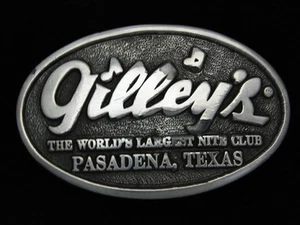 Gilley's®
THE WORLD'S LARGEST NITE CLUB
PASADENA, TEXAS